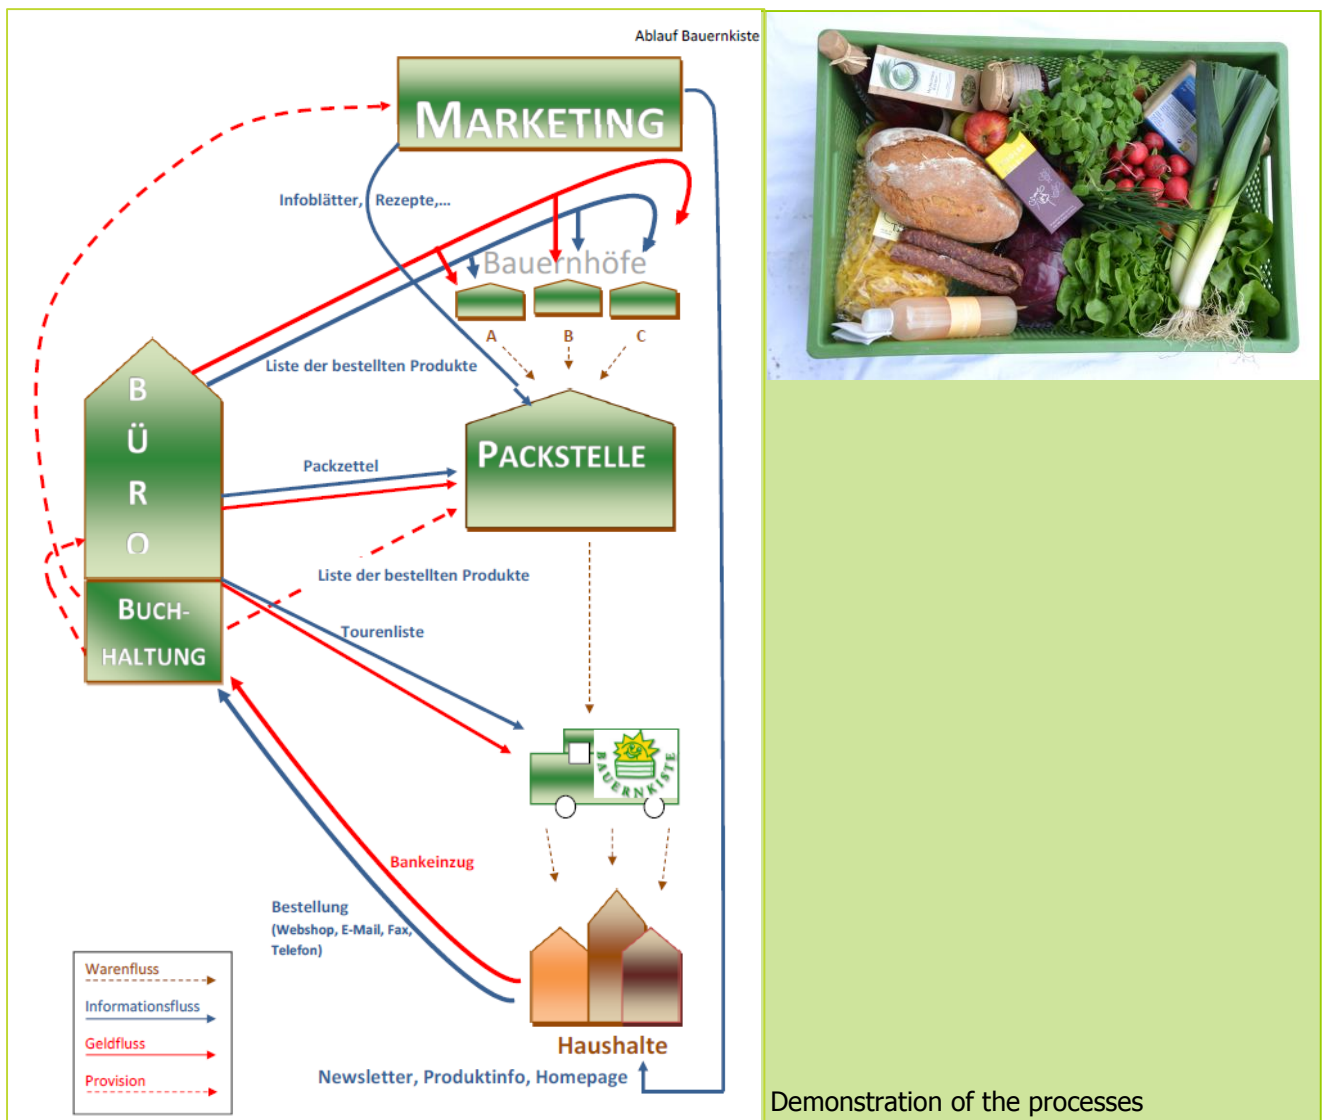 Ablauf Bauernkiste
MARKETING
Infoblätter, Rezepte,...
Bauernhöfe
A B C
Liste der bestellten Produkte
BÜRO
PACKSTELLE
Packzettel
Liste der bestellten Produkte
BUCH-
HALTUNG
Tourenliste
BAUERNKISTE
Bankeinzug
Bestellung
(Webshop, E-Mail, Fax,
Telefon)
Haushalte
Newsletter, Produktinfo, Homepage
Warenfluss
Informationsfluss
Geldfluss
Provision
Demonstration of the processes